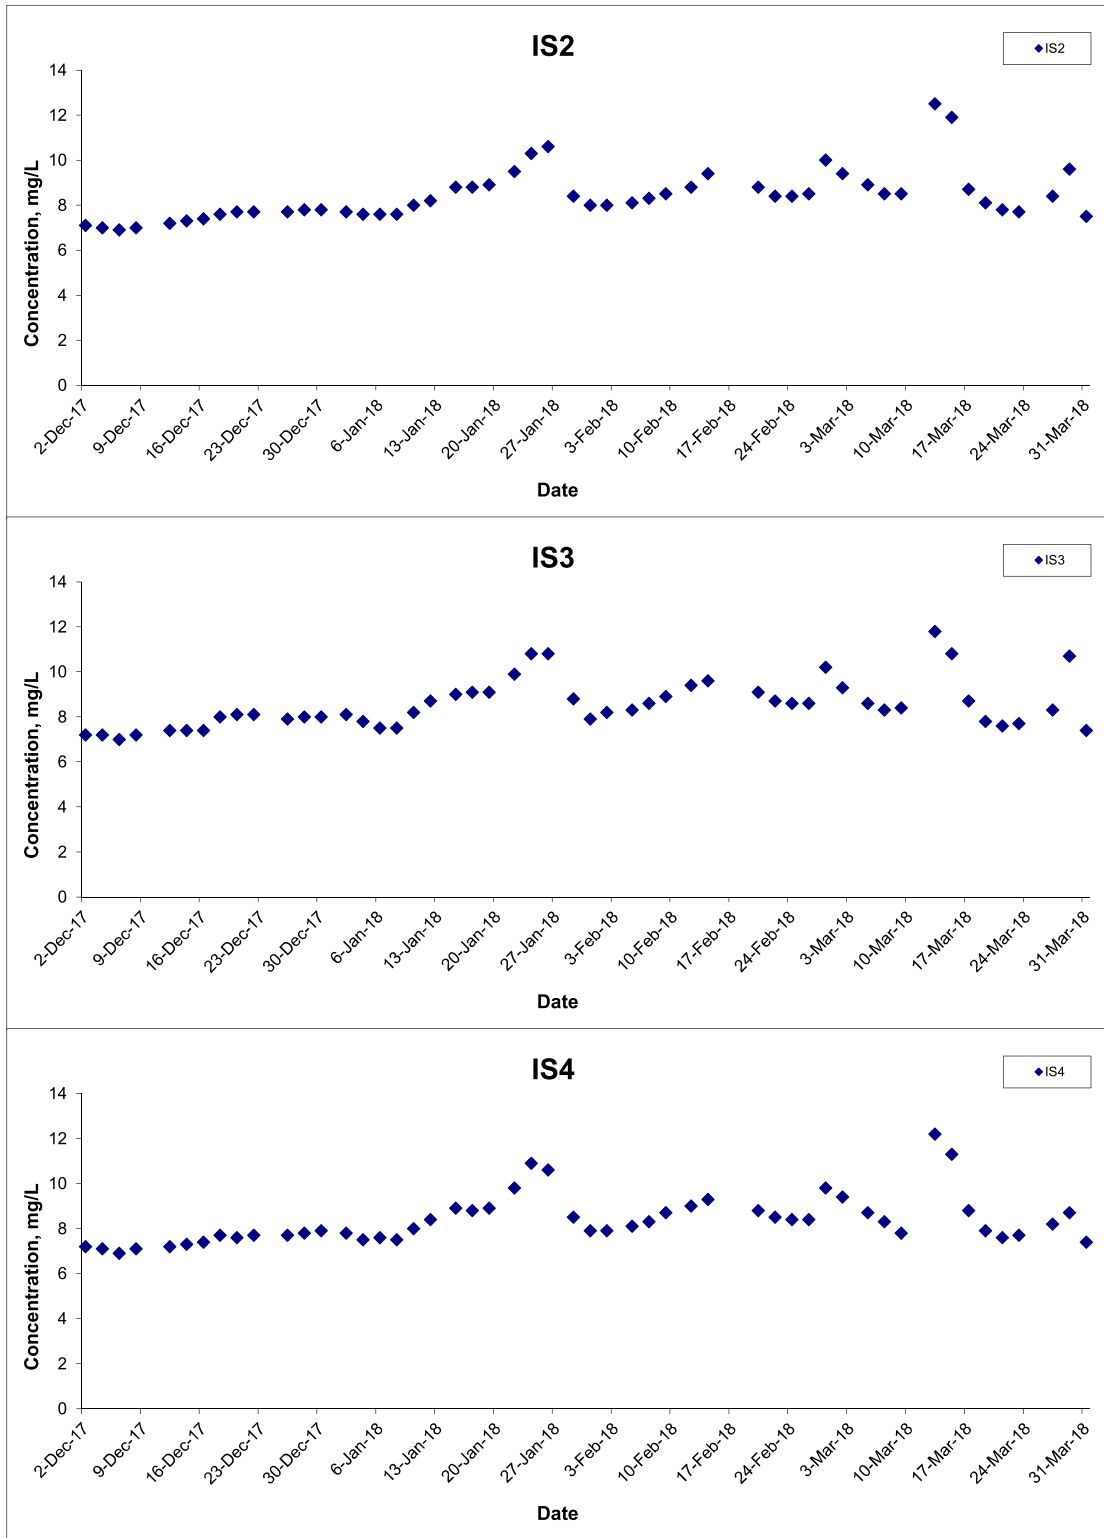 IS2
IS2
14
12
10
8
6
4
2
0
Concentration, mg/L
2-Dec-17
9-Dec-17
16-Dec-17
23-Dec-17
30-Dec-17
6-Jan-18
13-Jan-18
20-Jan-18
27-Jan-18
3-Feb-18
10-Feb-18
17-Feb-18
24-Feb-18
3-Mar-18
10-Mar-18
17-Mar-18
24-Mar-18
31-Mar-18
Date
IS3
IS3
14
12
10
8
6
4
2
0
Concentration, mg/L
2-Dec-17
9-Dec-17
16-Dec-17
23-Dec-17
30-Dec-17
6-Jan-18
13-Jan-18
20-Jan-18
27-Jan-18
3-Feb-18
10-Feb-18
17-Feb-18
24-Feb-18
3-Mar-18
10-Mar-18
17-Mar-18
24-Mar-18
31-Mar-18
Date
IS4
IS4
14
12
10
8
6
4
2
0
Concentration, mg/L
2-Dec-17
9-Dec-17
16-Dec-17
23-Dec-17
30-Dec-17
6-Jan-18
13-Jan-18
20-Jan-18
27-Jan-18
3-Feb-18
10-Feb-18
17-Feb-18
24-Feb-18
3-Mar-18
10-Mar-18
17-Mar-18
24-Mar-18
31-Mar-18
Date